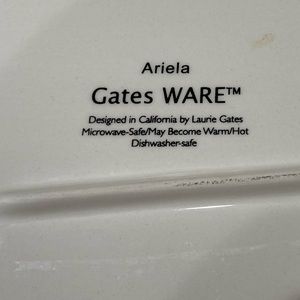 Ariela
Gates WARE™
Designed in California by Laurie Gates
Microwave-Safe/May Become Warm/Hot
Dishwasher-safe